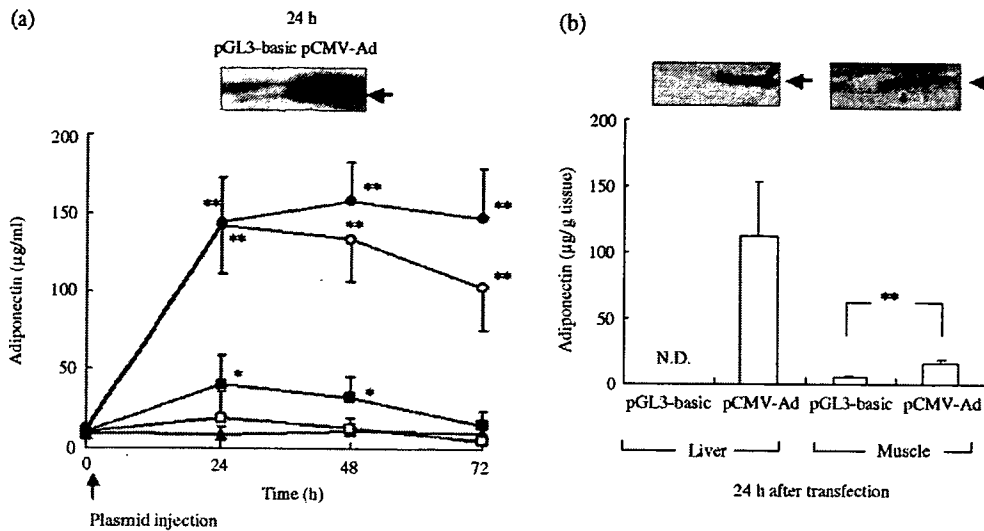 (a)
24 h
pGL3-basic pCMV-Ad
Adiponectin (µg/ml)
200
150
100
50
0
**
**
**
**
**
**
*
*
0
24
48
72
Time (h)
Plasmid injection
(b)
Adiponectin (µg/g tissue)
200
150
100
50
0
N.D.
**
pGL3-basic pCMV-Ad pGL3-basic pCMV-Ad
Liver Muscle
24 h after transfection